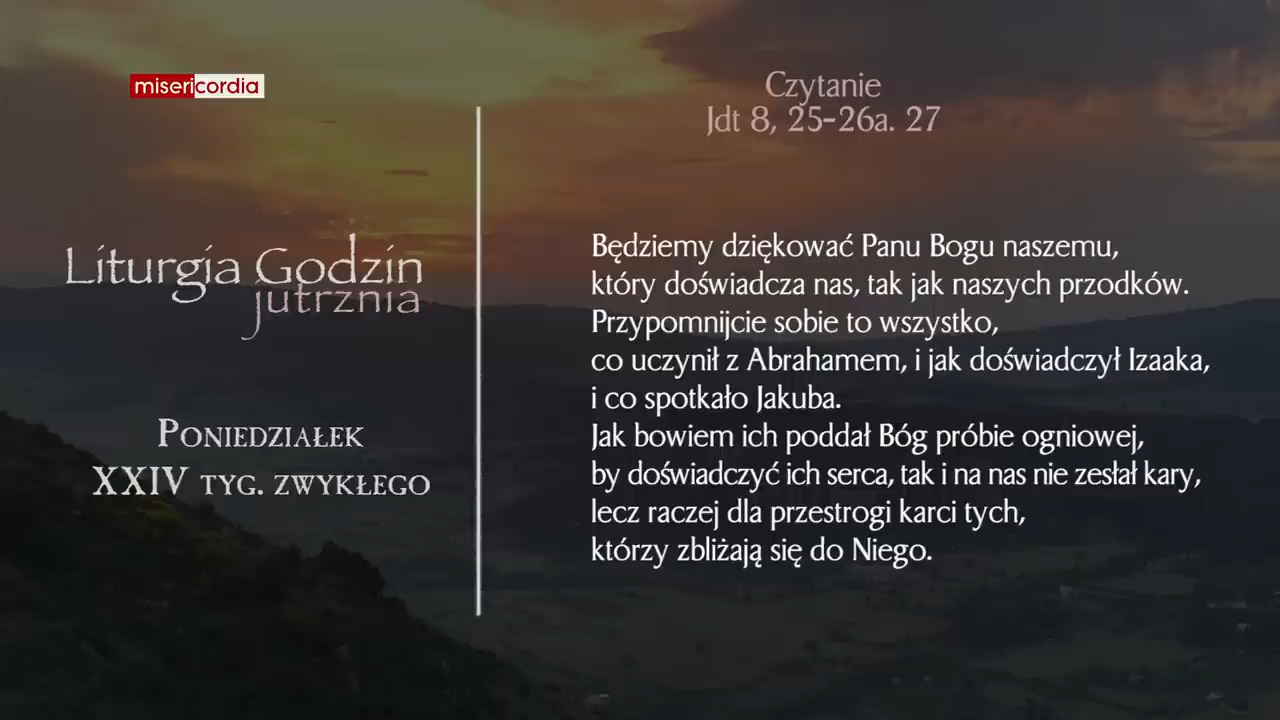 misericordia
Liturgia Godzin
jutrznia
Poniedziałek
XXIV tyg. zwykłego
Czytanie
Jdt 8, 25-26a. 27
Będziemy dziękować Panu Bogu naszemu,
który doświadcza nas, tak jak naszych przodków.
Przypomnijcie sobie to wszystko,
co uczynił z Abrahamem, i jak doświadczył Izaaka,
i co spotkało Jakuba.
Jak bowiem ich poddał Bóg próbie ogniowej,
by doświadczyć ich serca, tak i na nas nie zesłał kary,
lecz raczej dla przestrogi karci tych,
którzy zbliżają się do Niego.